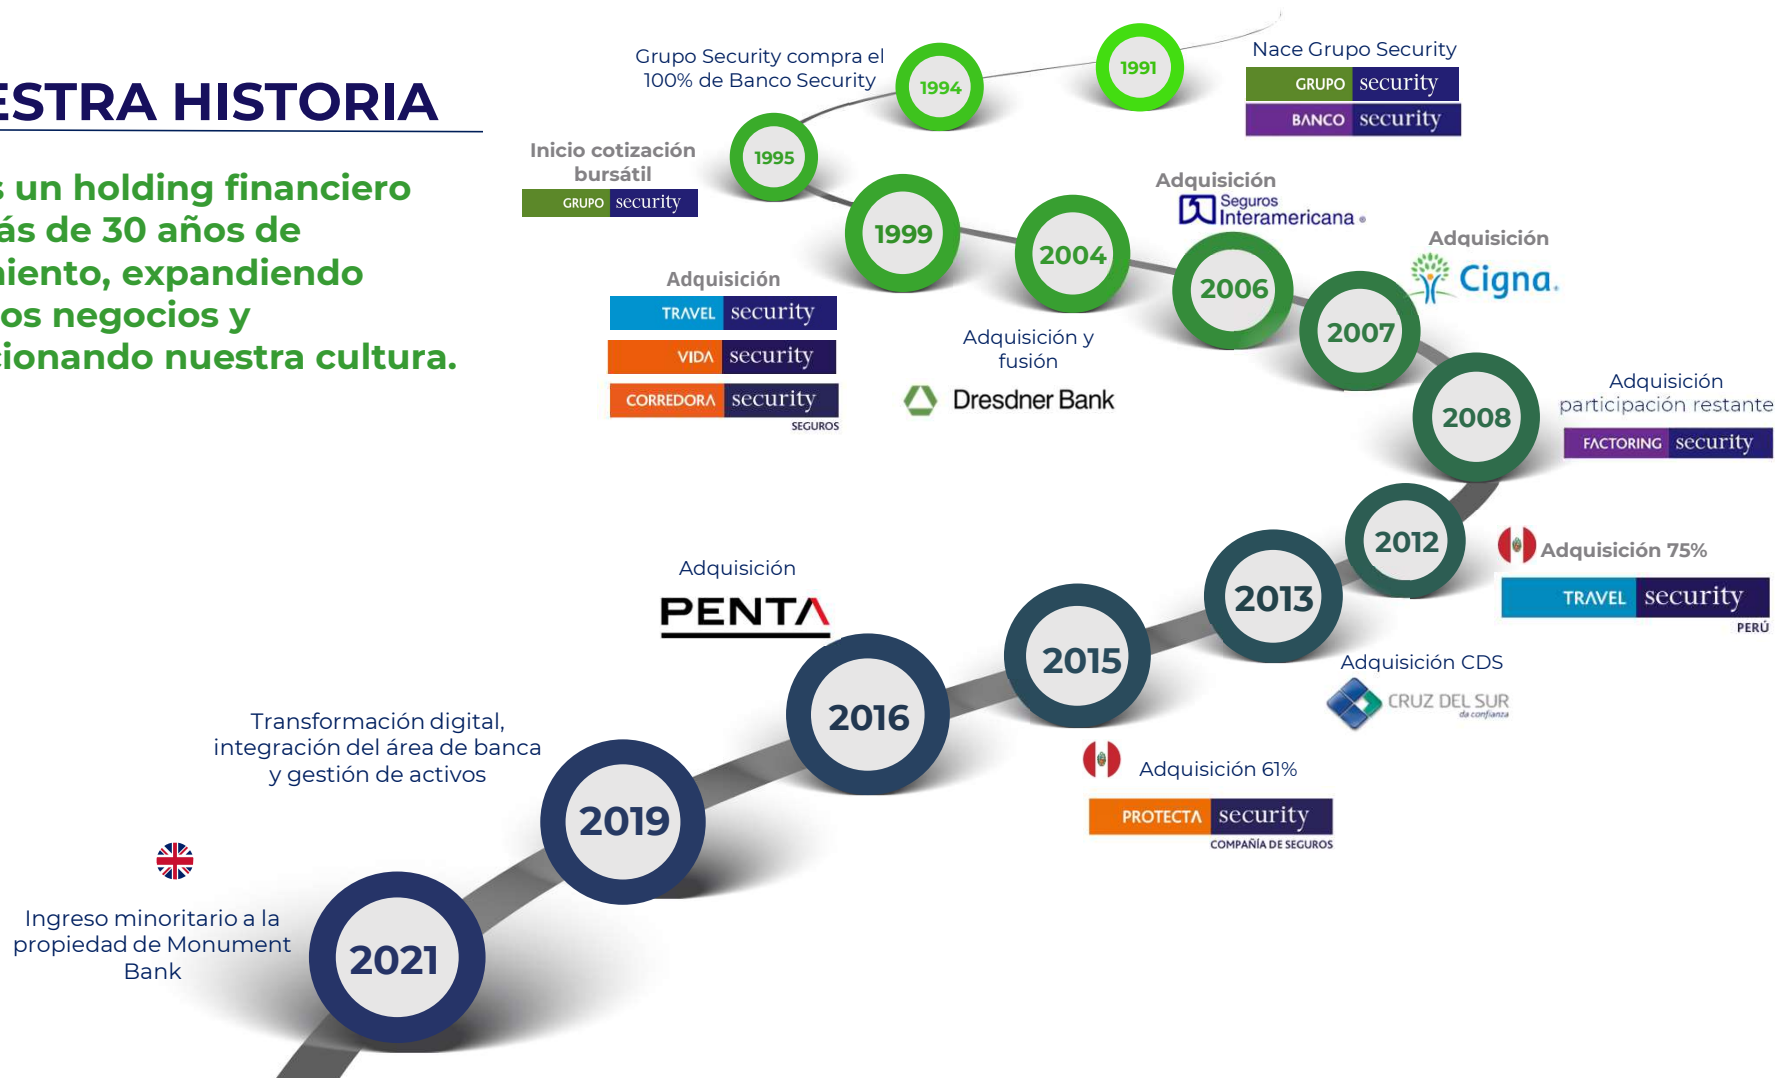 ESTRA HISTORIA
s un holding financiero
ás de 30 años de
miento, expandiendo
os negocios y
cionando nuestra cultura.
1991
Nace Grupo Security
GRUPO security
BANCO security
1994
Grupo Security compra el
100% de Banco Security
1995
Inicio cotización
bursátil
GRUPO security
1999
Adquisición
TRAVEL security
VIDA security
CORREDORA security
SEGUROS
2004
Adquisición y
fusión
Dresdner Bank
2006
Adquisición
Seguros
Interamericana ®
2007
Adquisición
Cigna.
2008
Adquisición
participación restante
FACTORING security
2012
Adquisición 75%
TRAVEL security
PERÚ
2013
Adquisición CDS
CRUZ DEL SUR
da confianza
2015
Adquisición 61%
PROTECTA security
COMPAÑÍA DE SEGUROS
2016
Adquisición
PENTA
2019
Transformación digital,
integración del área de banca
y gestión de activos
2021
Ingreso minoritario a la
propiedad de Monument
Bank